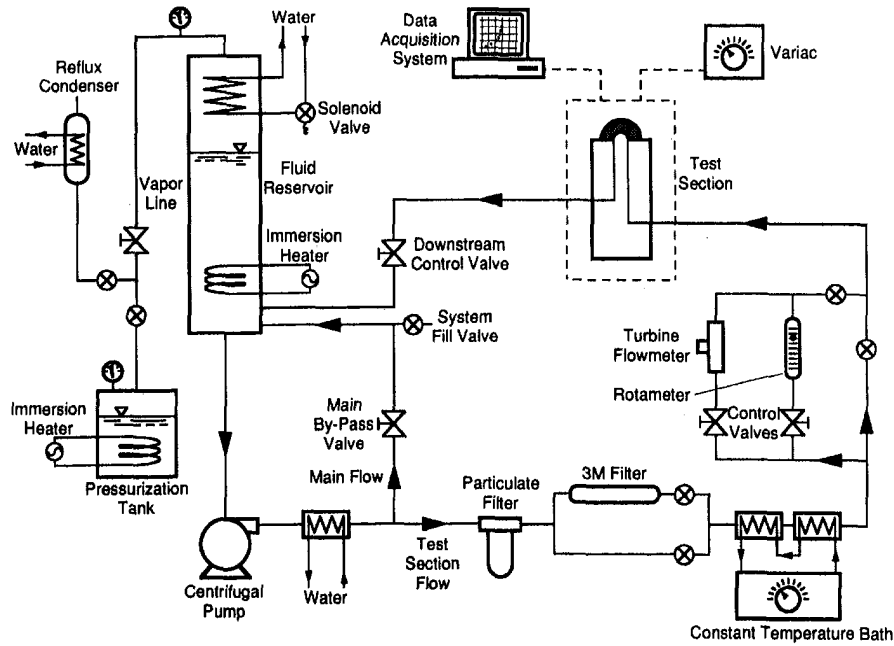 Water
Data
Acquisition
System
Variac
Reflux
Condenser
Water
Solenoid
Valve
Vapor
Line
Fluid
Reservoir
Test
Section
Immersion
Heater
Downstream
Control Valve
System
Fill Valve
Turbine
Flowmeter
Rotameter
Control
Valves
Immersion
Heater
Main
By-Pass
Valve
Pressurization
Tank
Main Flow
Particulate
Filter
3M Filter
Test
Section
Flow
Centrifugal
Pump
Water
Constant Temperature Bath